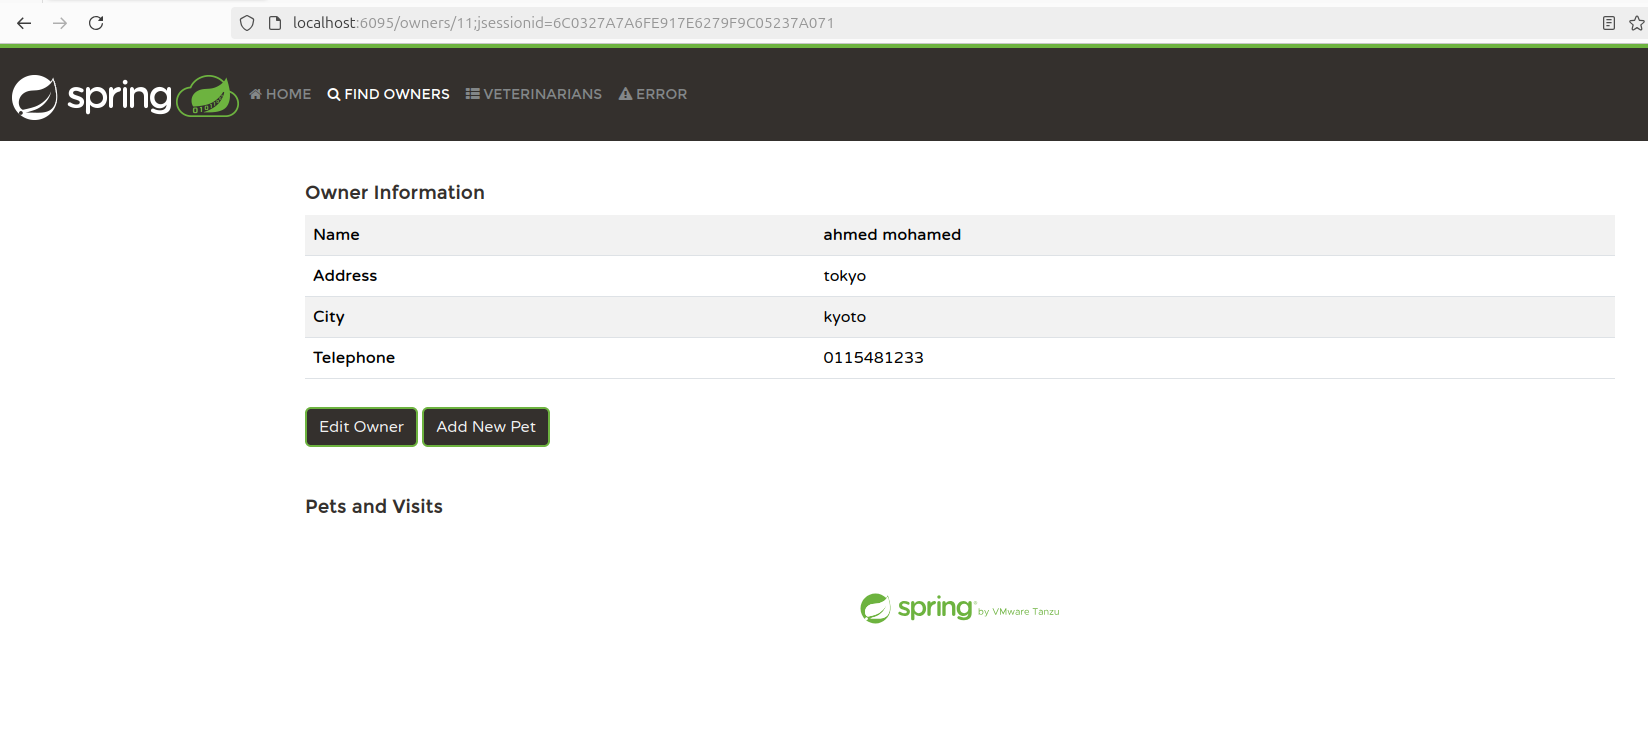 localhost:6095/owners/11;jsessionid=6C0327A7A6FE917E6279F9C05237A071
spring HOME FIND OWNERS VETERINARIANS ERROR
Owner Information
Name ahmed mohamed
Address tokyo
City kyoto
Telephone 0115481233
Edit Owner Add New Pet
Pets and Visits
spring by VMware Tanzu